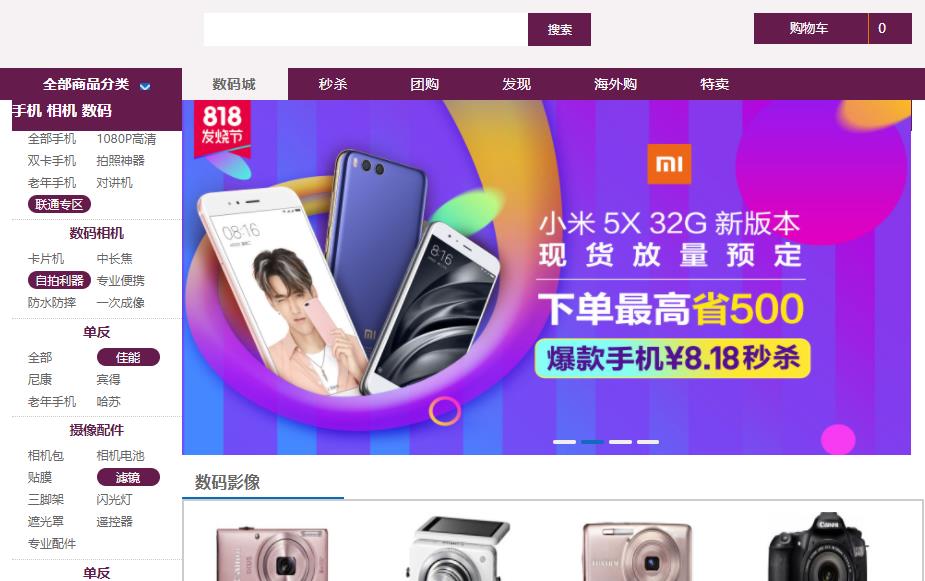 搜索
购物车 0
全部商品分类 数码城 秒杀 团购 发现 海外购 特卖
手机 相机 数码
全部手机 1080P高清
双卡手机 拍照神器
老年手机 对讲机
联通专区
数码相机
卡片机 中长焦
自拍利器 专业便携
防水防摔 一次成像
单反
全部 佳能
尼康 宾得
老年手机 哈苏
摄像配件
相机包 相机电池
贴膜 滤镜
三脚架 闪光灯
遮光罩 遥控器
专业配件
单反
818
发烧节
mi
小米 5X 32G 新版本
现货放量预定
下单最高省500
爆款手机¥8.18秒杀
08:16
8:16
mi
数码影像
Canon